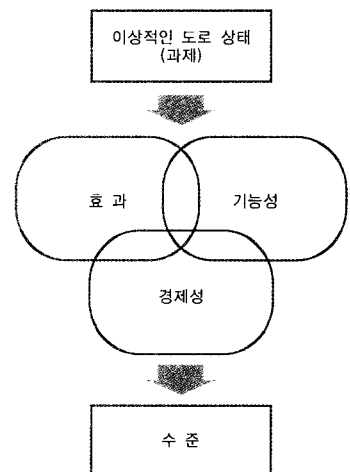 이상적인 도로 상태
(과제)
효 과
기능성
경제성
수 준